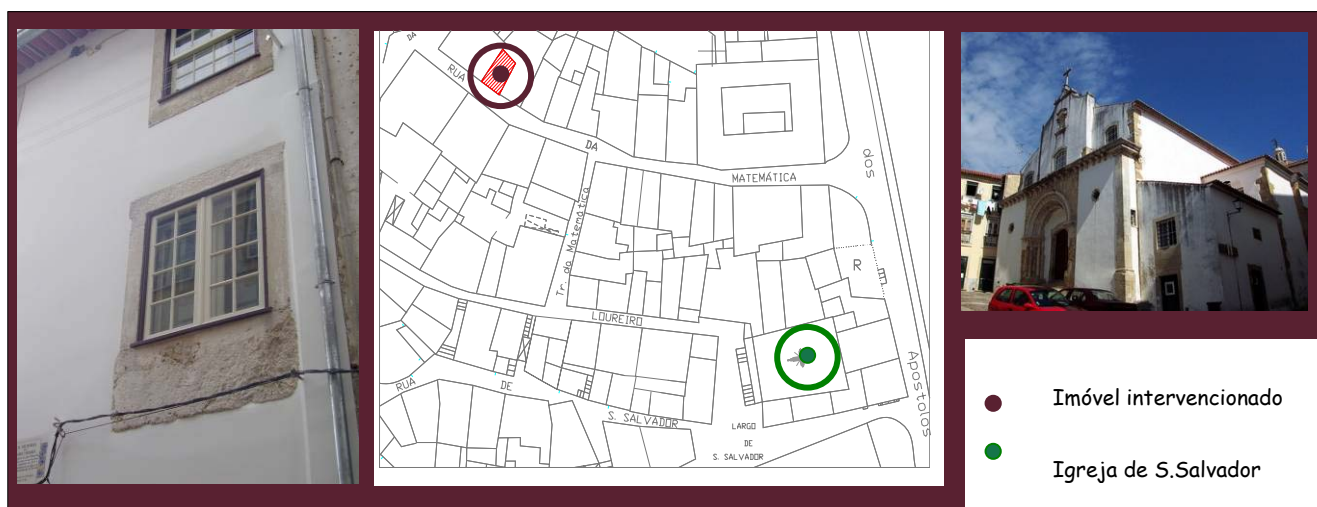 DA
RUA
DA
MATEMÁTICA
dos
Tr. da Matemática
R
LOUREIRO
RUA
DE
S. SALVADOR
Apostolos
LARGO
DE
S. SALVADOR
Imóvel intervencionado
Igreja de S.Salvador